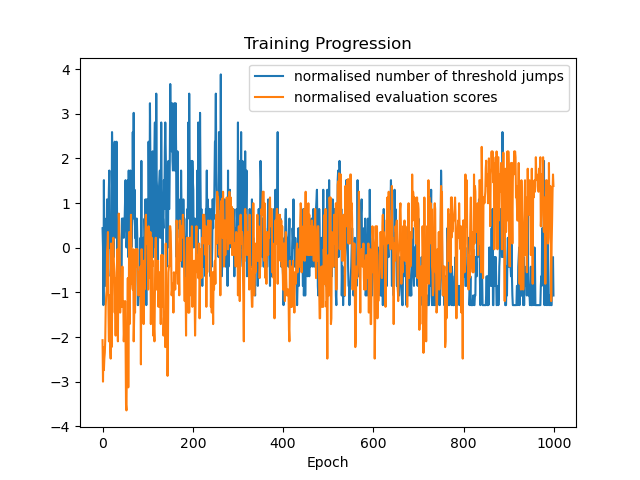 Training Progression
normalised number of threshold jumps
normalised evaluation scores
4
3
2
1
0
−1
−2
−3
−4
0 200 400 600 800 1000
Epoch